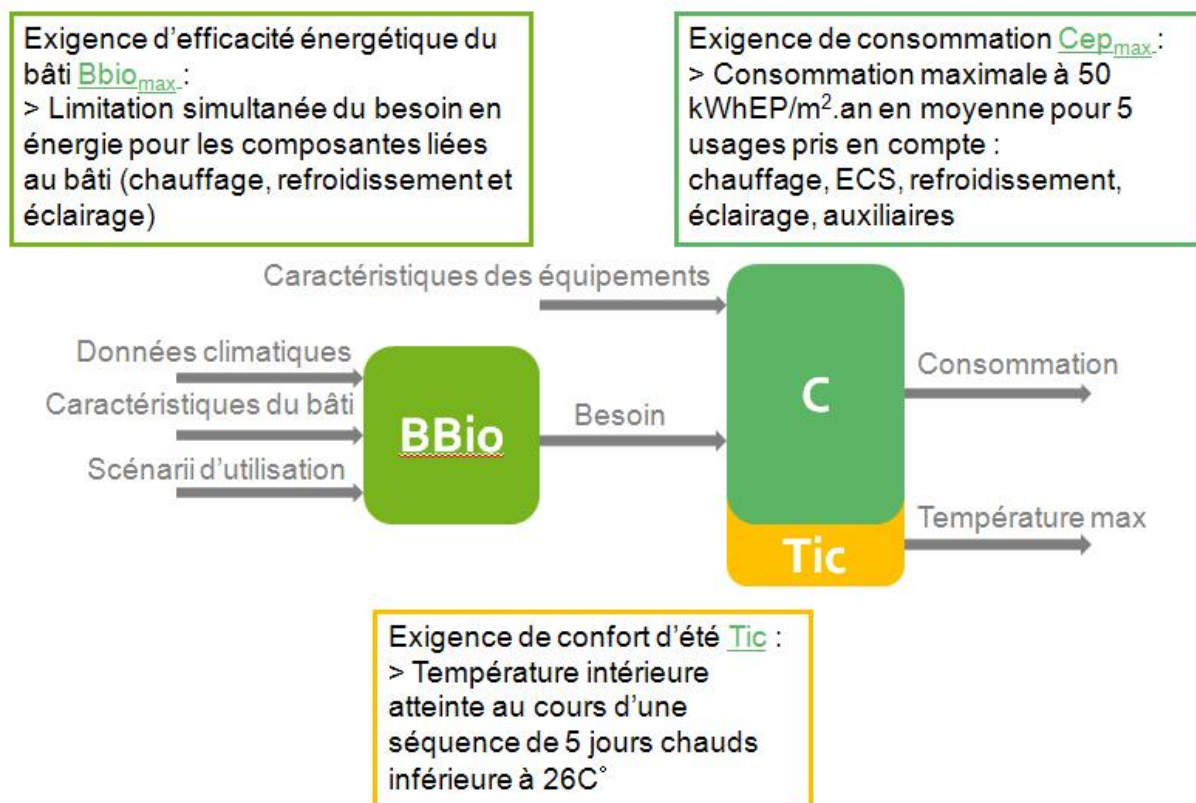 Exigence d'efficacité énergétique du
bâti Bbiomax :
> Limitation simultanée du besoin en
énergie pour les composantes liées
au bâti (chauffage, refroidissement et
éclairage)
Exigence de consommation Cepmax :
> Consommation maximale à 50
kWhEP/m².an en moyenne pour 5
usages pris en compte :
chauffage, ECS, refroidissement,
éclairage, auxiliaires
Caractéristiques des équipements
Données climatiques
Caractéristiques du bâti
Scénarii d'utilisation
BBio
Besoin
C
Consommation
Tic
Température max
Exigence de confort d'été Tic :
> Température intérieure
atteinte au cours d'une
séquence de 5 jours chauds
inférieure à 26C°